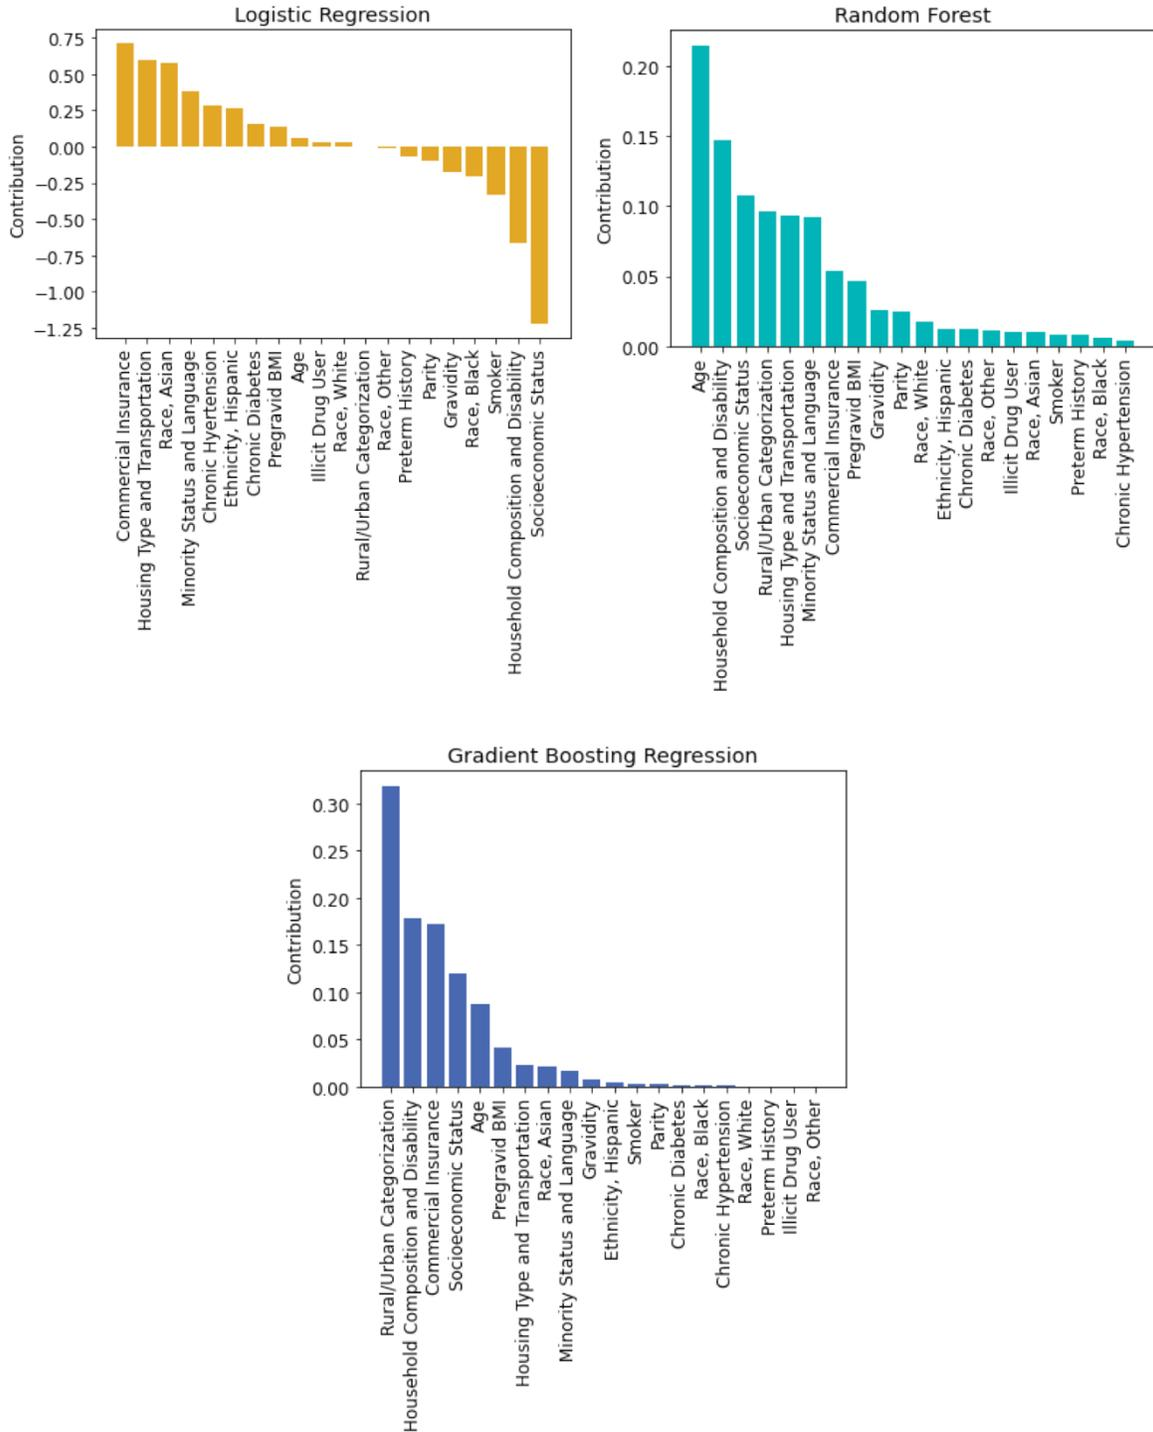 Logistic Regression
Contribution
0.75
0.50
0.25
0.00
−0.25
−0.50
−0.75
−1.00
−1.25
Commercial Insurance
Housing Type and Transportation
Race, Asian
Minority Status and Language
Chronic Hyertension
Ethnicity, Hispanic
Chronic Diabetes
Pregravid BMI
Age
Illicit Drug User
Race, White
Rural/Urban Categorization
Race, Other
Preterm History
Parity
Gravidity
Race, Black
Smoker
Household Composition and Disability
Socioeconomic Status
Random Forest
Contribution
0.20
0.15
0.10
0.05
0.00
Age
Household Composition and Disability
Socioeconomic Status
Rural/Urban Categorization
Housing Type and Transportation
Minority Status and Language
Commercial Insurance
Pregravid BMI
Gravidity
Parity
Race, White
Ethnicity, Hispanic
Chronic Diabetes
Race, Other
Illicit Drug User
Race, Asian
Smoker
Preterm History
Race, Black
Chronic Hypertension
Gradient Boosting Regression
Contribution
0.30
0.25
0.20
0.15
0.10
0.05
0.00
Rural/Urban Categorization
Household Composition and Disability
Commercial Insurance
Socioeconomic Status
Age
Pregravid BMI
Housing Type and Transportation
Race, Asian
Minority Status and Language
Gravidity
Ethnicity, Hispanic
Smoker
Parity
Chronic Diabetes
Race, Black
Chronic Hypertension
Race, White
Preterm History
Illicit Drug User
Race, Other